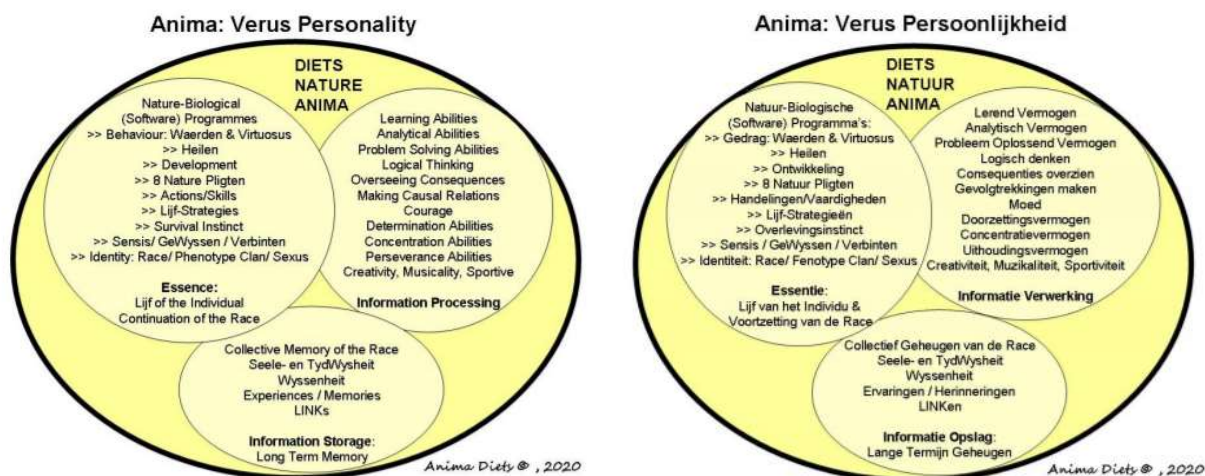 Anima: Verus Personality
DIETS
NATURE
ANIMA
Nature-Biological
(Software) Programmes
>> Behaviour: Waerden & Virtuosus
>> Heilen
>> Development
>> 8 Nature Pligten
>> Actions/Skills
>> Lijf-Strategies
>> Survival Instinct
>> Sensis/ GeWyssen / Verbinten
>> Identity: Race/ Phenotype Clan/ Sexus
Essence:
Lijf of the Individual
Continuation of the Race
Learning Abilities
Analytical Abilities
Problem Solving Abilities
Logical Thinking
Overseeing Consequences
Making Causal Relations
Courage
Determination Abilities
Concentration Abilities
Perseverance Abilities
Creativity, Musicality, Sportive
Information Processing
Collective Memory of the Race
Seele- en TydWysheit
Wyssenheit
Experiences / Memories
LINKs
Information Storage:
Long Term Memory
Anima Diets ® , 2020
Anima: Verus Persoonlijkheid
DIETS
NATUUR
ANIMA
Natuur-Biologische
(Software) Programma's:
>> Gedrag: Waerden & Virtuosus
>> Heilen
>> Ontwikkeling
>> 8 Natuur Pligten
>> Handelingen/Vaardigheden
>> Lijf-Strategieën
>> Overlevingsinstinct
>> Sensis / GeWyssen / Verbinten
>> Identiteit: Race/ Fenotype Clan/ Sexus
Essentie:
Lijf van het Individu &
Voortzetting van de Race
Lerend Vermogen
Analytisch Vermogen
Probleem Oplossend Vermogen
Logisch denken
Consequenties overzien
Gevolgtrekkingen maken
Moed
Doorzettingsvermogen
Concentratievermogen
Uithoudingsvermogen
Creativiteit, Muzikaliteit, Sportiviteit
Informatie Verwerking
Collectief Geheugen van de Race
Seele- en TydWysheit
Wyssenheit
Ervaringen / Herinneringen
LINKen
Informatie Opslag:
Lange Termijn Geheugen
Anima Diets ® , 2020